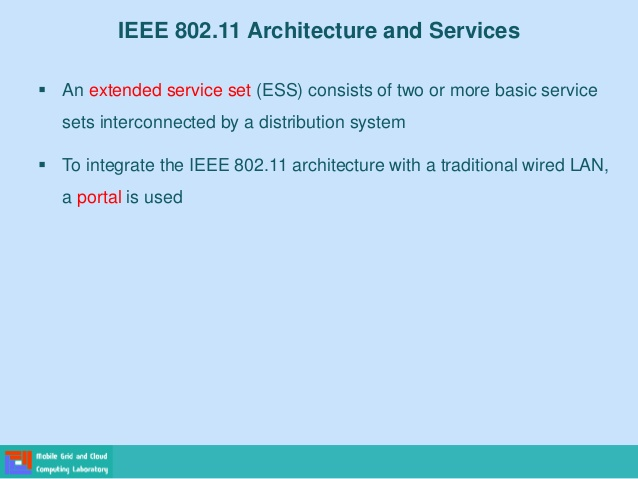 IEEE 802.11 Architecture and Services
▪ An extended service set (ESS) consists of two or more basic service
sets interconnected by a distribution system
▪ To integrate the IEEE 802.11 architecture with a traditional wired LAN,
a portal is used
Mobile Grid and Cloud
Computing Laboratory